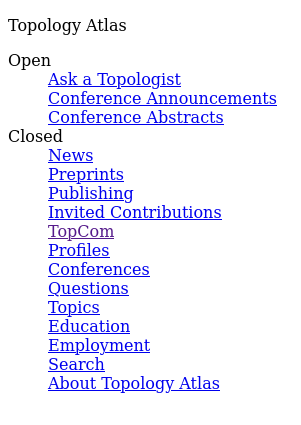 Topology Atlas
Open
Ask a Topologist
Conference Announcements
Conference Abstracts
Closed
News
Preprints
Publishing
Invited Contributions
TopCom
Profiles
Conferences
Questions
Topics
Education
Employment
Search
About Topology Atlas